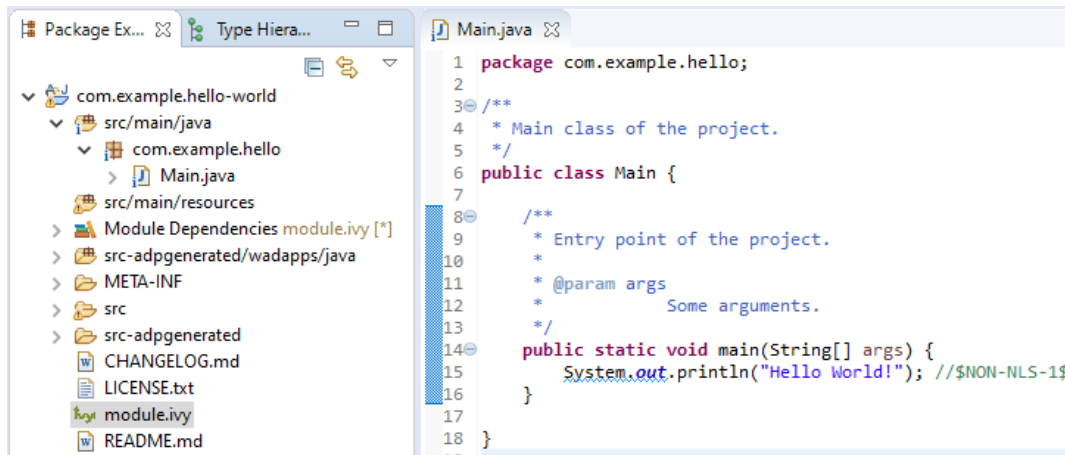 Package Ex...
Type Hiera...
com.example.hello-world
src/main/java
com.example.hello
Main.java
src/main/resources
Module Dependencies module.ivy [*]
src-adpgenerated/wadapps/java
META-INF
src
src-adpgenerated
CHANGELOG.md
LICENSE.txt
module.ivy
README.md
Main.java
1 package com.example.hello;
2
3 /**
4 * Main class of the project.
5 */
6 public class Main {
7
8 /**
9 * Entry point of the project.
10 *
11 * @param args
12 * Some arguments.
13 */
14 public static void main(String[] args) {
15 System.out.println("Hello World!"); //$NON-NLS-1$
16 }
17
18 }